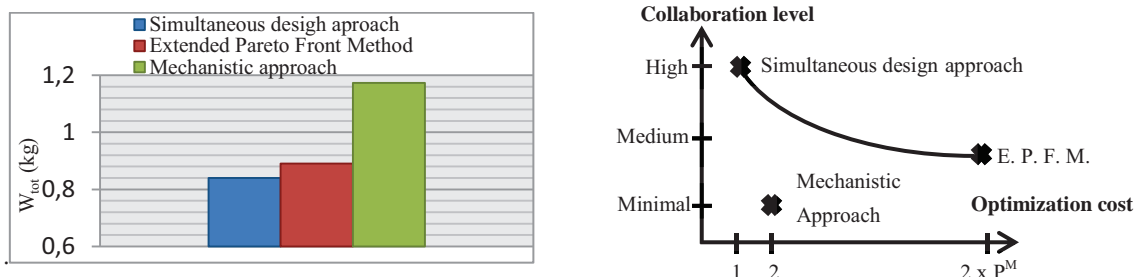 Simultaneous desigh aproach
Extended Pareto Front Method
Mechanistic approach
1,2
1
0,8
0,6
W_tot (kg)
.
Collaboration level
High
Simultaneous design approach
Medium
E. P. F. M.
Mechanistic
Approach
Minimal
Optimization cost
1
2
2 x P^M